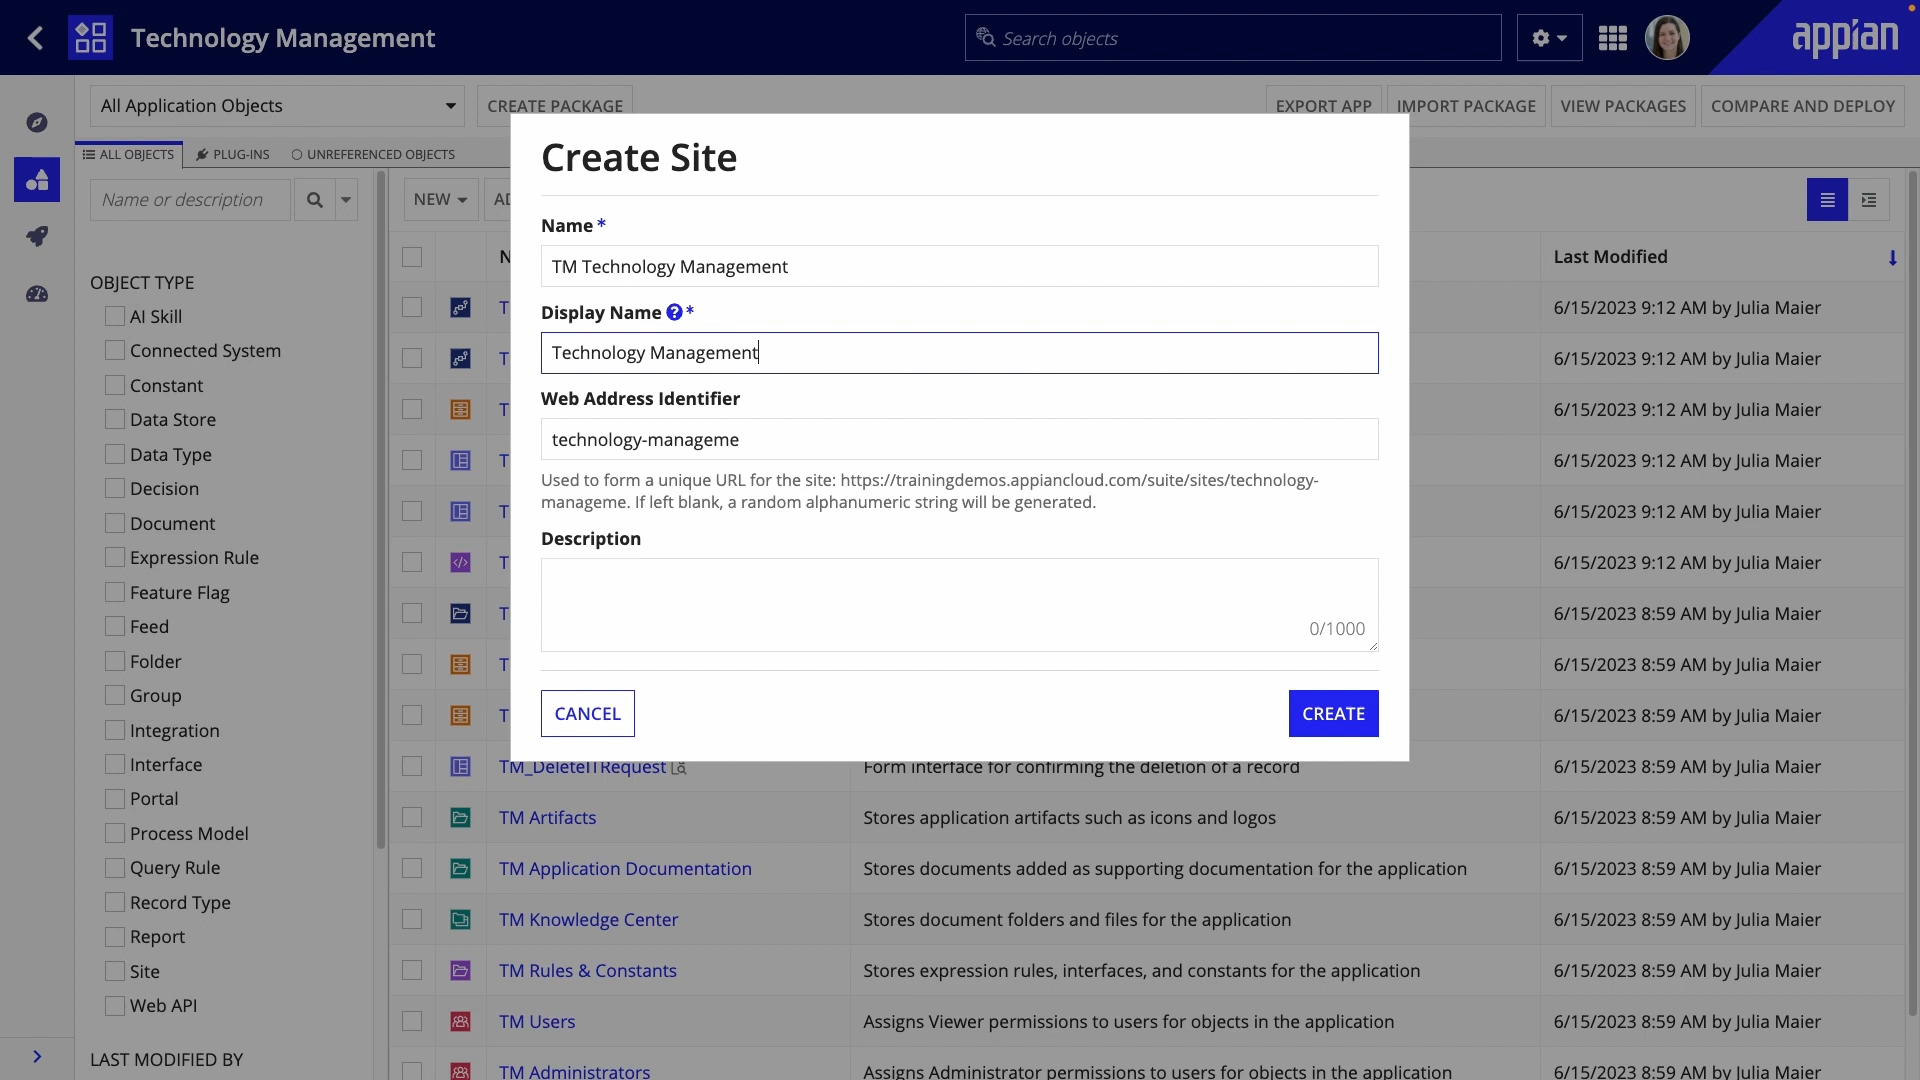 Technology Management
Search objects
appian
All Application Objects
CREATE PACKAGE
EXPORT APP
IMPORT PACKAGE
VIEW PACKAGES
COMPARE AND DEPLOY
ALL OBJECTS
PLUG-INS
UNREFERENCED OBJECTS
Name or description
NEW
OBJECT TYPE
AI Skill
Connected System
Constant
Data Store
Data Type
Decision
Document
Expression Rule
Feature Flag
Feed
Folder
Group
Integration
Interface
Portal
Process Model
Query Rule
Record Type
Report
Site
Web API
LAST MODIFIED BY
Create Site
Name *
TM Technology Management
Display Name ? *
Technology Management
Web Address Identifier
technology-manageme
Used to form a unique URL for the site: https://trainingdemos.appiancloud.com/suite/sites/technology-
manageme. If left blank, a random alphanumeric string will be generated.
Description
0/1000
CANCEL
CREATE
Last Modified
6/15/2023 9:12 AM by Julia Maier
6/15/2023 9:12 AM by Julia Maier
6/15/2023 9:12 AM by Julia Maier
6/15/2023 9:12 AM by Julia Maier
6/15/2023 9:12 AM by Julia Maier
6/15/2023 9:12 AM by Julia Maier
6/15/2023 8:59 AM by Julia Maier
6/15/2023 8:59 AM by Julia Maier
6/15/2023 8:59 AM by Julia Maier
TM_DeleteITRequest Form interface for confirming the deletion of a record 6/15/2023 8:59 AM by Julia Maier
TM Artifacts Stores application artifacts such as icons and logos 6/15/2023 8:59 AM by Julia Maier
TM Application Documentation Stores documents added as supporting documentation for the application 6/15/2023 8:59 AM by Julia Maier
TM Knowledge Center Stores document folders and files for the application 6/15/2023 8:59 AM by Julia Maier
TM Rules & Constants Stores expression rules, interfaces, and constants for the application 6/15/2023 8:59 AM by Julia Maier
TM Users Assigns Viewer permissions to users for objects in the application 6/15/2023 8:59 AM by Julia Maier
TM Administrators Assigns Administrator permissions to users for objects in the application 6/15/2023 8:59 AM by Julia Maier